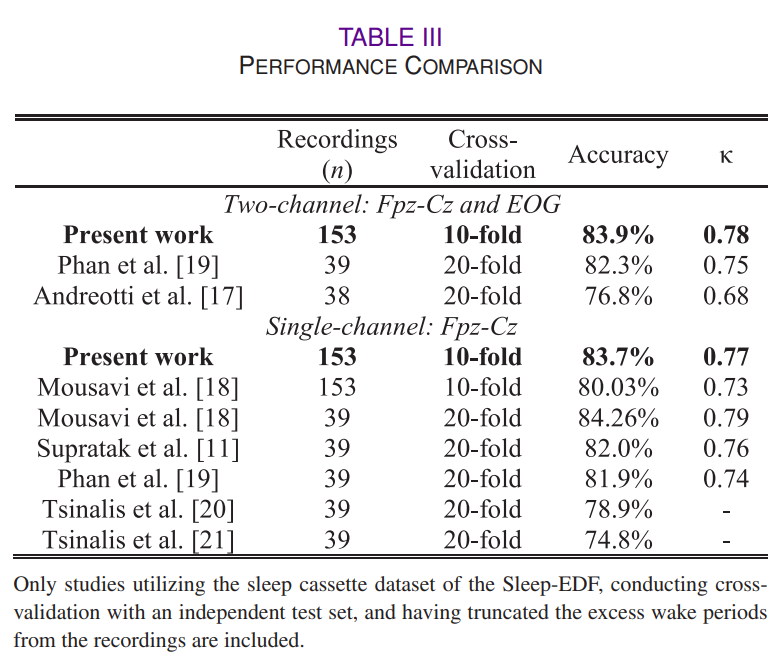 TABLE III
PERFORMANCE COMPARISON
Recordings Cross-
(n) validation Accuracy κ
Two-channel: Fpz-Cz and EOG
Present work 153 10-fold 83.9% 0.78
Phan et al. [19] 39 20-fold 82.3% 0.75
Andreotti et al. [17] 38 20-fold 76.8% 0.68
Single-channel: Fpz-Cz
Present work 153 10-fold 83.7% 0.77
Mousavi et al. [18] 153 10-fold 80.03% 0.73
Mousavi et al. [18] 39 20-fold 84.26% 0.79
Supratak et al. [11] 39 20-fold 82.0% 0.76
Phan et al. [19] 39 20-fold 81.9% 0.74
Tsinalis et al. [20] 39 20-fold 78.9% -
Tsinalis et al. [21] 39 20-fold 74.8% -
Only studies utilizing the sleep cassette dataset of the Sleep-EDF, conducting cross-
validation with an independent test set, and having truncated the excess wake periods
from the recordings are included.